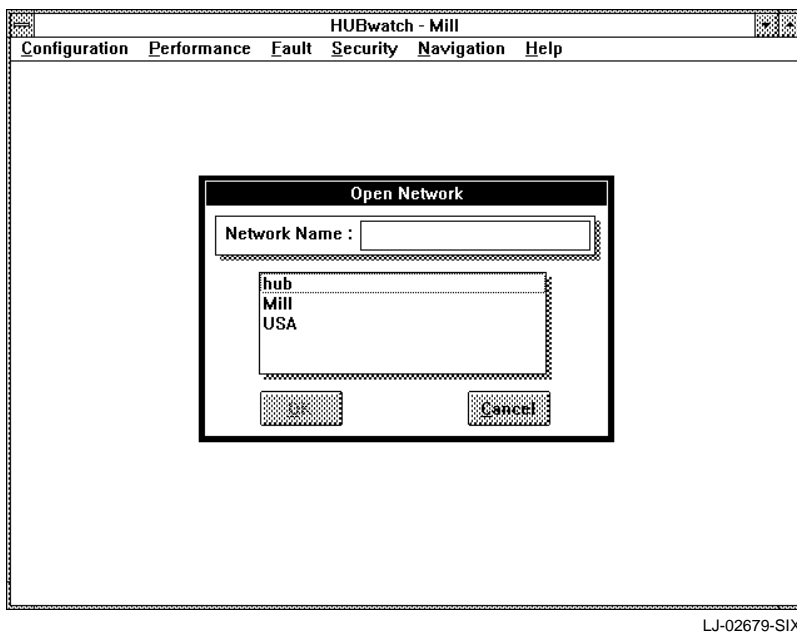 HUBwatch - Mill
Configuration Performance Fault Security Navigation Help
Open Network
Network Name :
hub
Mill
USA
OK Cancel
LJ-02679-SIX